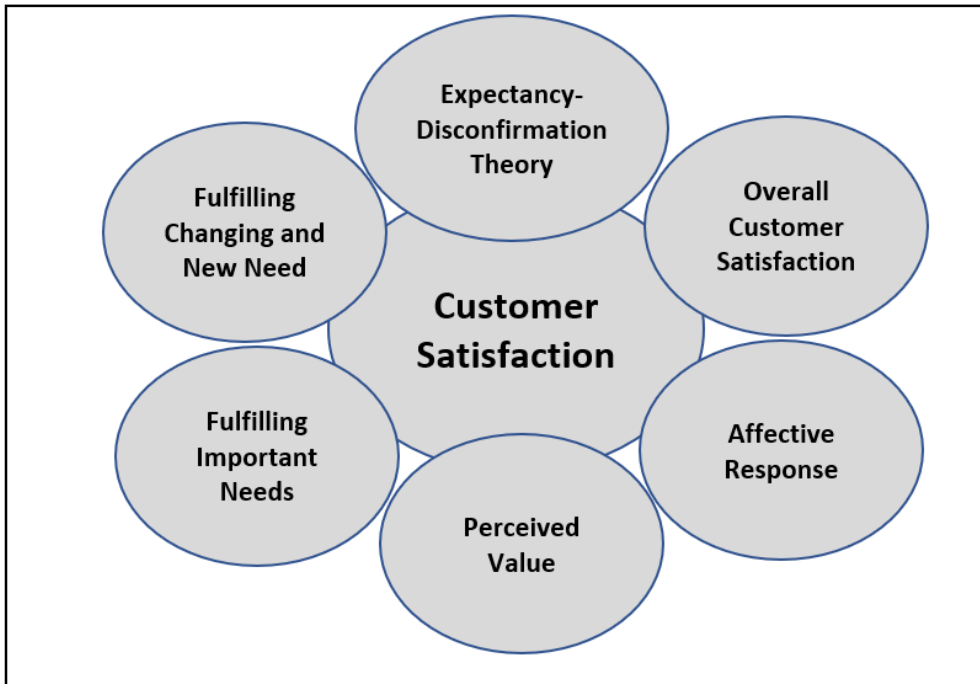 Expectancy-
Disconfirmation
Theory
Fulfilling
Changing and
New Need
Overall
Customer
Satisfaction
Customer
Satisfaction
Fulfilling
Important
Needs
Affective
Response
Perceived
Value